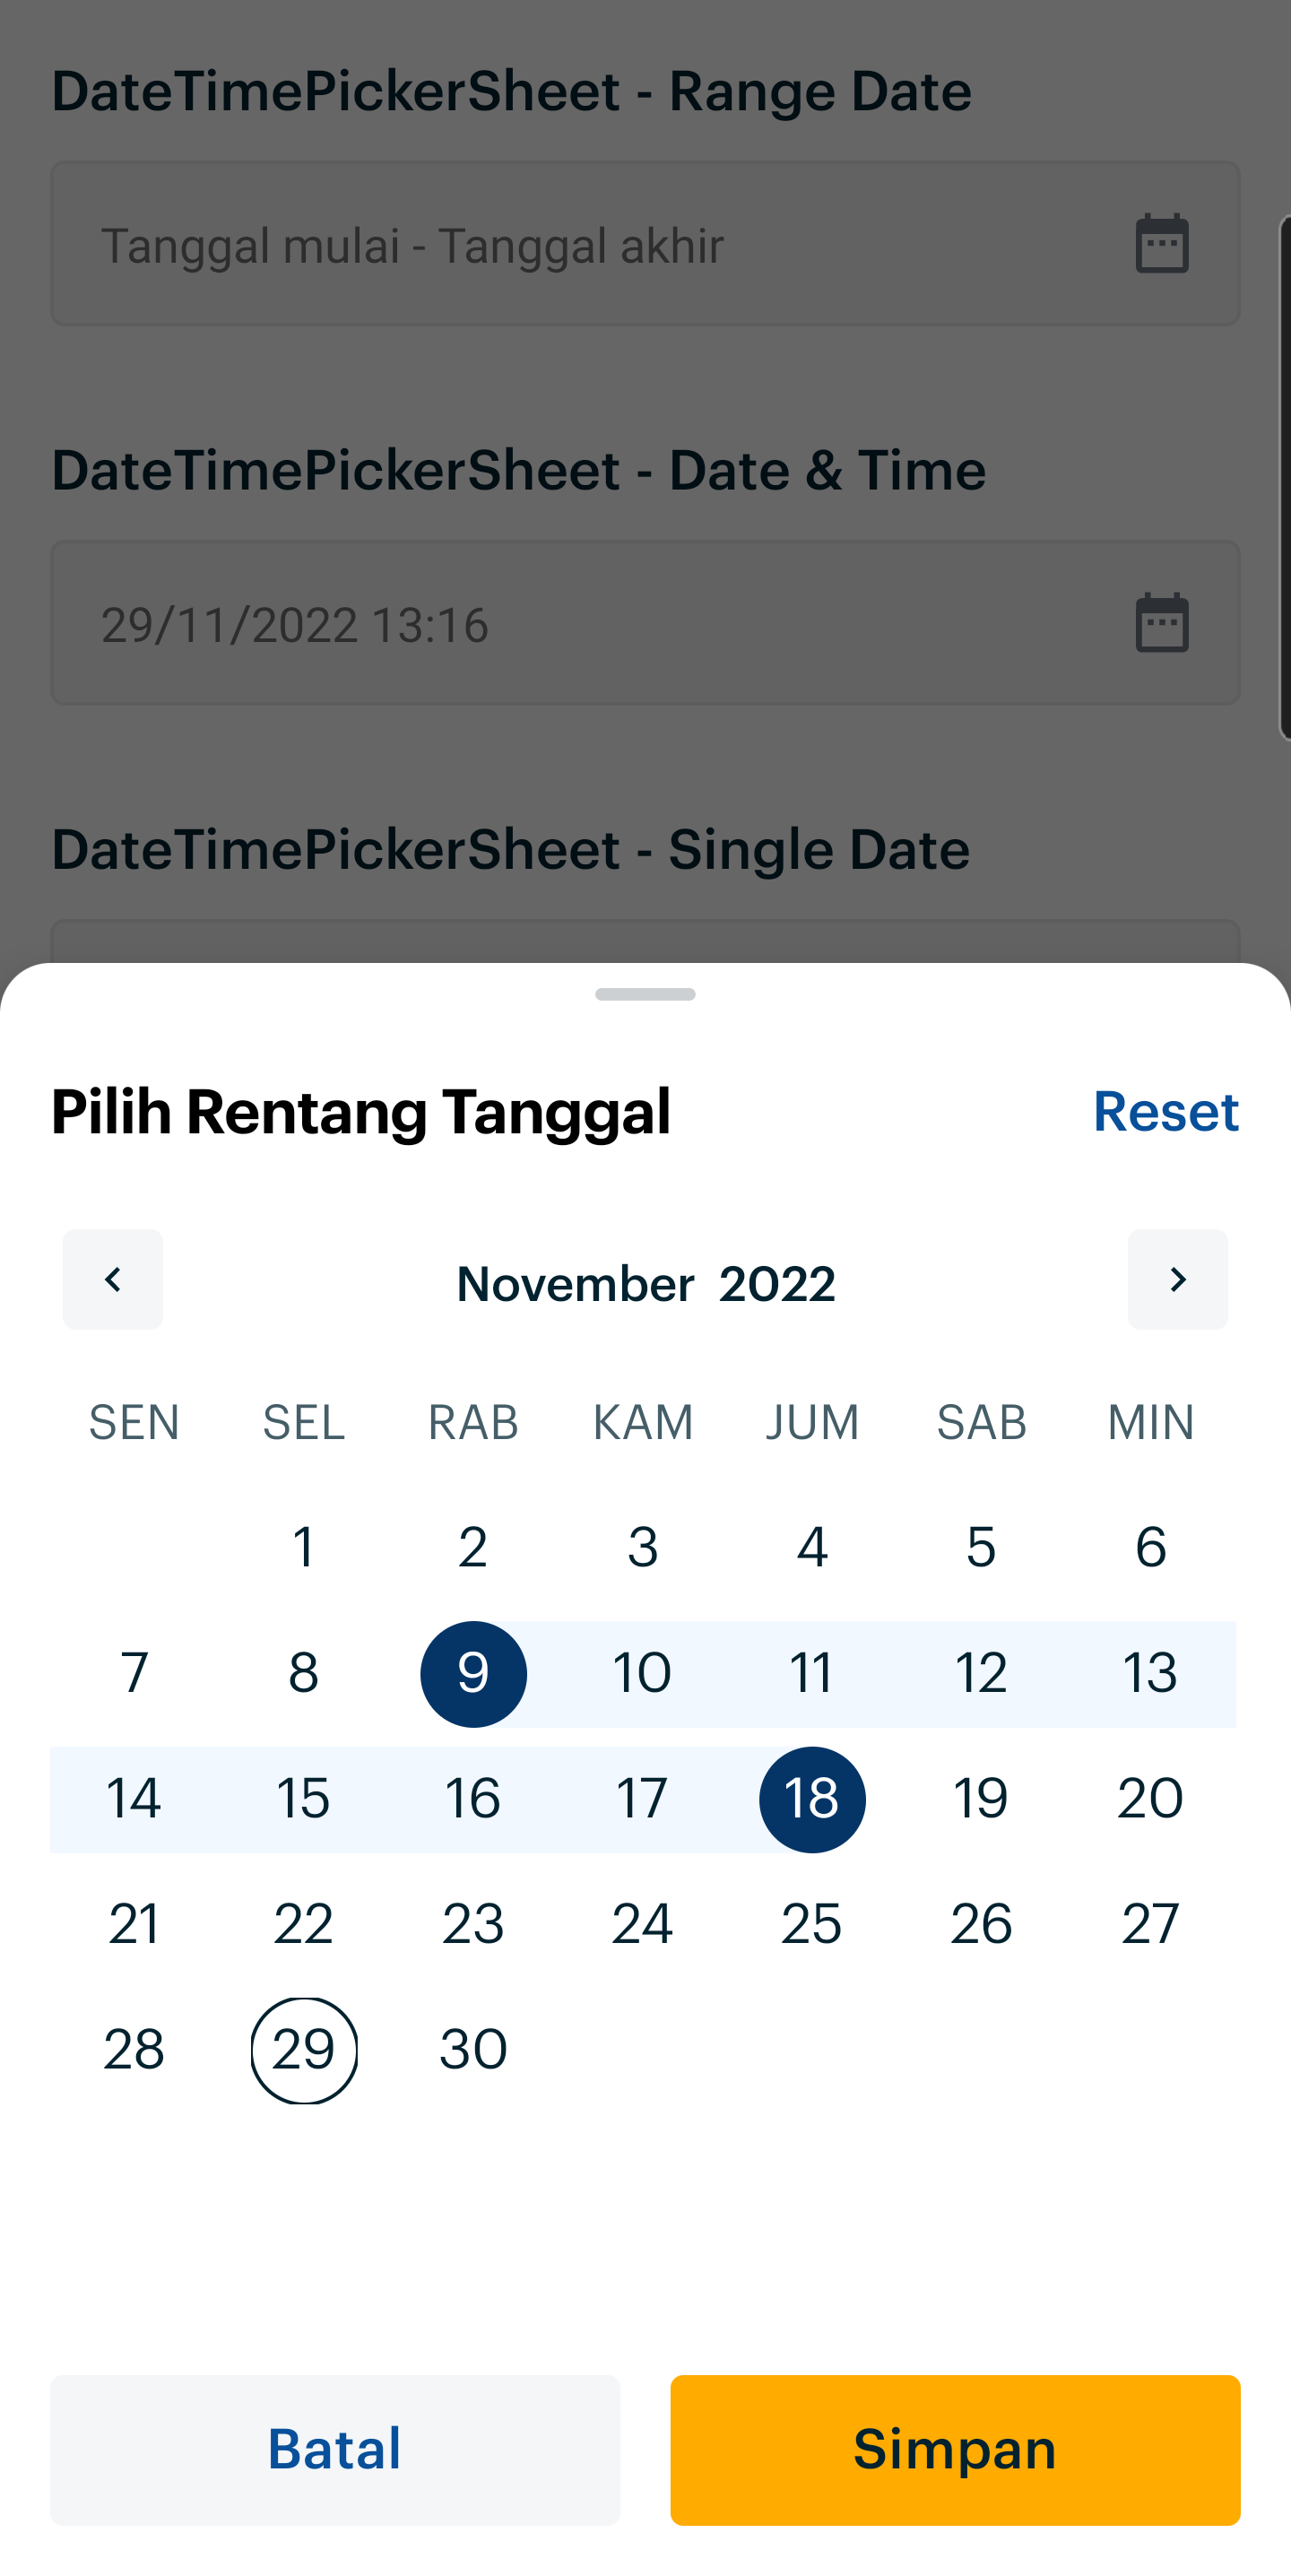 DateTimePickerSheet - Range Date
Tanggal mulai - Tanggal akhir
DateTimePickerSheet - Date & Time
29/11/2022 13:16
DateTimePickerSheet - Single Date
Pilih Rentang Tanggal Reset
November 2022
SEN SEL RAB KAM JUM SAB MIN
1 2 3 4 5 6
7 8 9 10 11 12 13
14 15 16 17 18 19 20
21 22 23 24 25 26 27
28 29 30
Batal Simpan